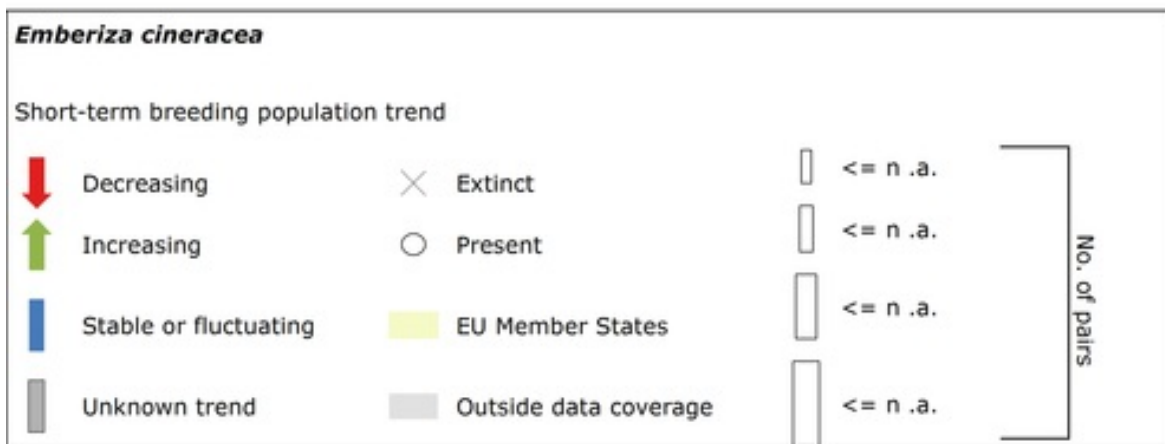 Emberiza cineracea
Short-term breeding population trend
Decreasing
Extinct
<= n .a.
Increasing
Present
<= n .a.
Stable or fluctuating
EU Member States
<= n .a.
Unknown trend
Outside data coverage
<= n .a.
No. of pairs